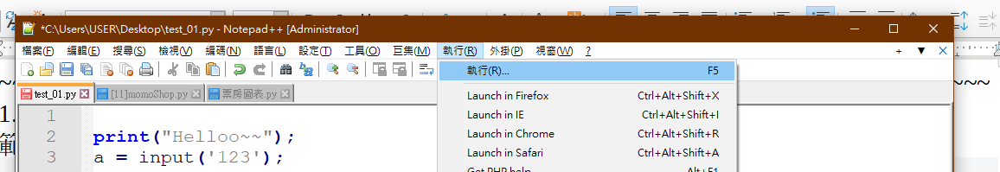 *C:\Users\USER\Desktop\test_01.py - Notepad++ [Administrator]
檔案(F) 編輯(E) 搜尋(S) 檢視(V) 編碼(N) 語言(L) 設定(T) 工具(O) 巨集(M) 執行(R) 外掛(P) 視窗(W) ?
+ ▼ ✕
執行(R)... F5
test_01.py [11]momoShop.py 票房圖表.py
Launch in Firefox Ctrl+Alt+Shift+X
1.
1
Launch in IE Ctrl+Alt+Shift+I
範
2 print("Helloo~~");
Launch in Chrome Ctrl+Alt+Shift+R
3 a = input('123');
Launch in Safari Ctrl+Alt+Shift+A
Get PHP help Alt+F1